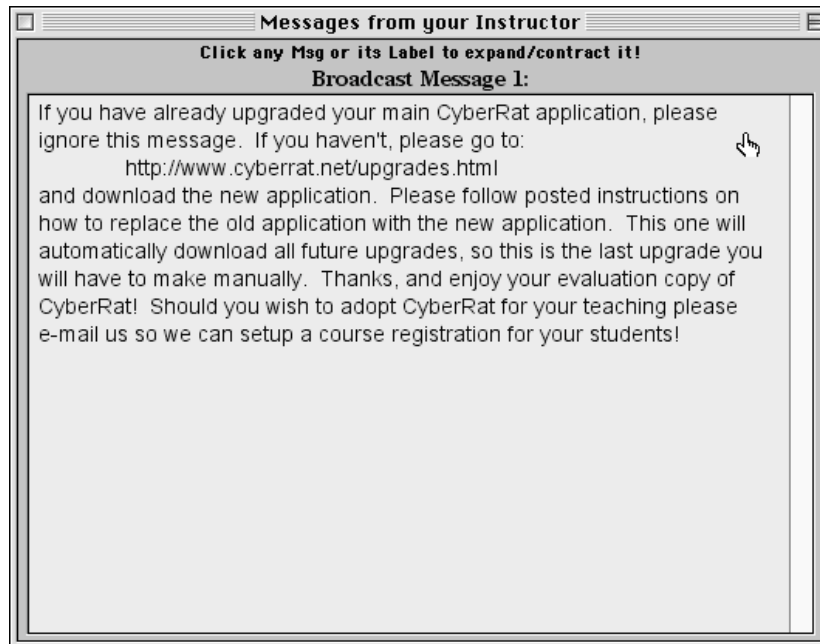 Messages from your Instructor
Click any Msg or its Label to expand/contract it!
Broadcast Message 1:
If you have already upgraded your main CyberRat application, please
ignore this message.  If you haven't, please go to:
http://www.cyberrat.net/upgrades.html
and download the new application.  Please follow posted instructions on
how to replace the old application with the new application.  This one will
automatically download all future upgrades, so this is the last upgrade you
will have to make manually.  Thanks, and enjoy your evaluation copy of
CyberRat!  Should you wish to adopt CyberRat for your teaching please
e-mail us so we can setup a course registration for your students!